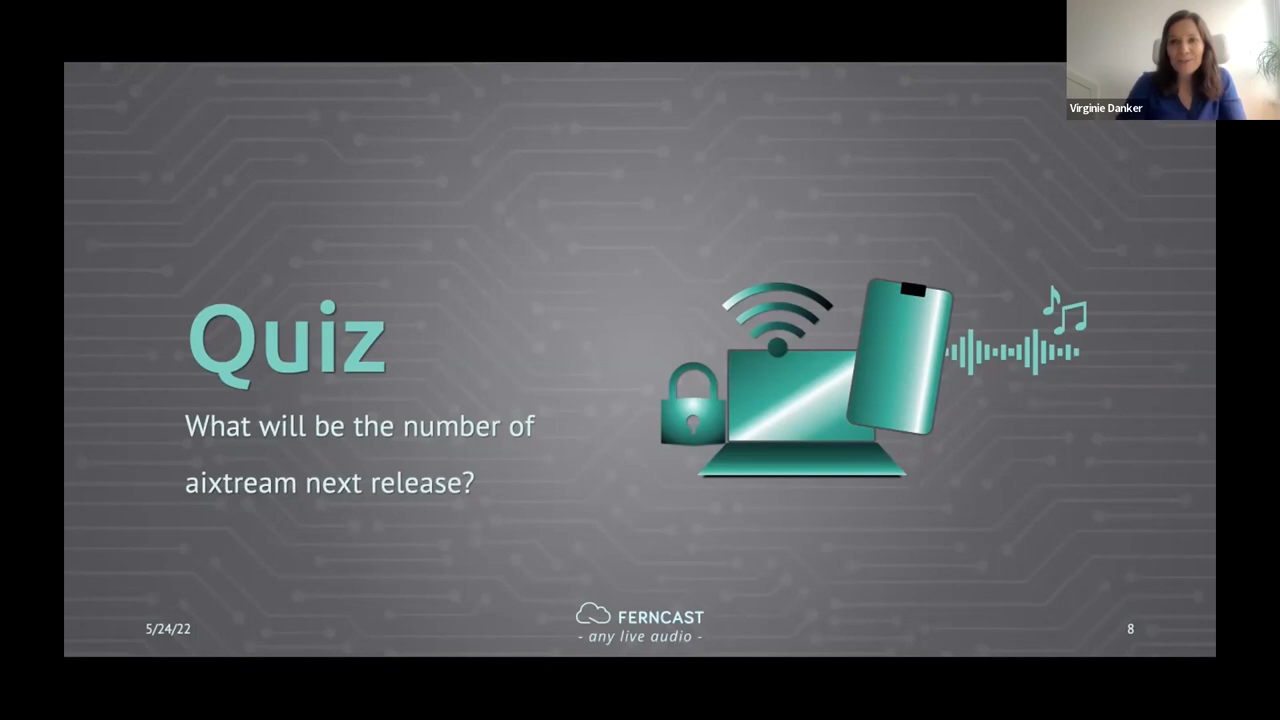 Virginie Danker
Quiz
What will be the number of
aixtream next release?
5/24/22
FERNCAST
- any live audio -
8